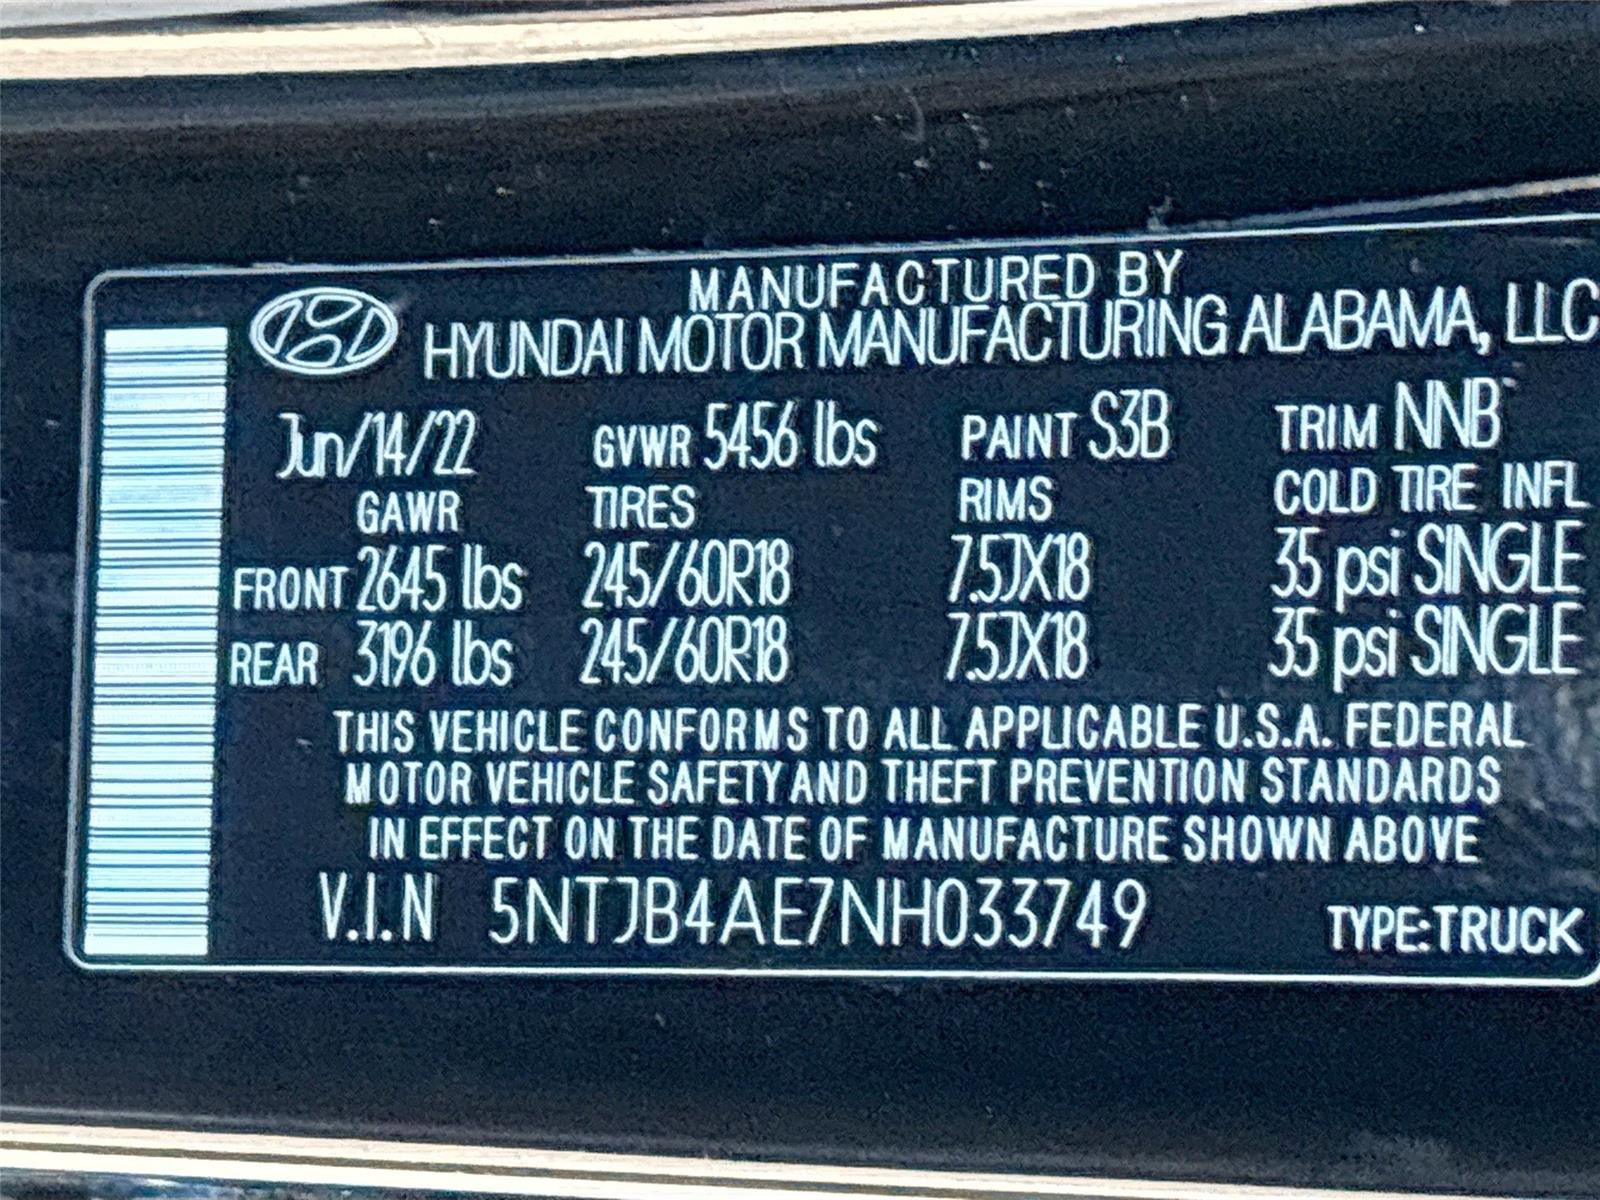 MANUFACTURED BY
HYUNDAI MOTOR MANUFACTURING ALABAMA, LLC
Jun/14/22 GVWR 5456 lbs PAINT S3B TRIM NNB
GAWR TIRES RIMS COLD TIRE INFL
FRONT 2645 lbs 245/60R18 7.5JX18 35 psi SINGLE
REAR 3196 lbs 245/60R18 7.5JX18 35 psi SINGLE
THIS VEHICLE CONFORMS TO ALL APPLICABLE U.S.A. FEDERAL
MOTOR VEHICLE SAFETY AND THEFT PREVENTION STANDARDS
IN EFFECT ON THE DATE OF MANUFACTURE SHOWN ABOVE
V.I.N 5NTJB4AE7NH033749 TYPE:TRUCK